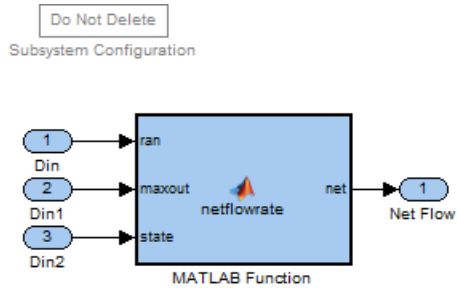 Do Not Delete
Subsystem Configuration
1
Din
ran
2
Din1
maxout
netflowrate
net
1
Net Flow
3
Din2
state
MATLAB Function